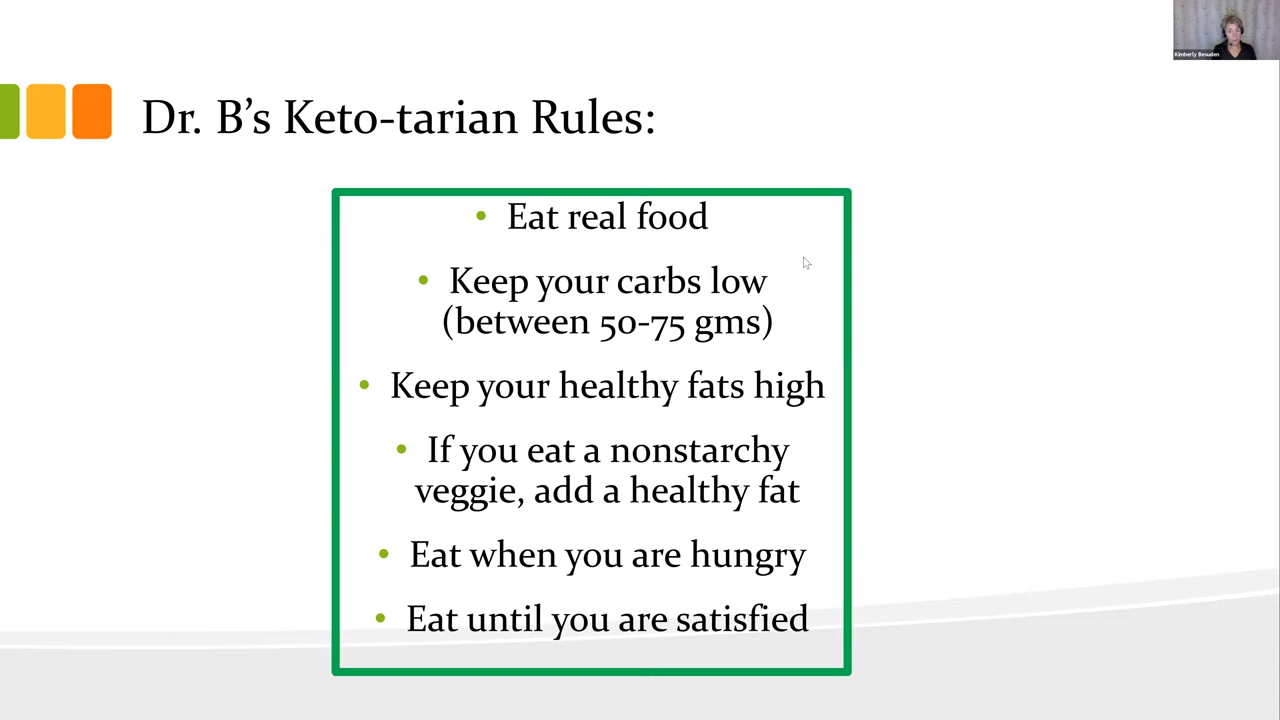 Kimberly Besuden
Dr. B's Keto-tarian Rules:
• Eat real food
• Keep your carbs low
(between 50-75 gms)
• Keep your healthy fats high
• If you eat a nonstarchy
veggie, add a healthy fat
• Eat when you are hungry
• Eat until you are satisfied